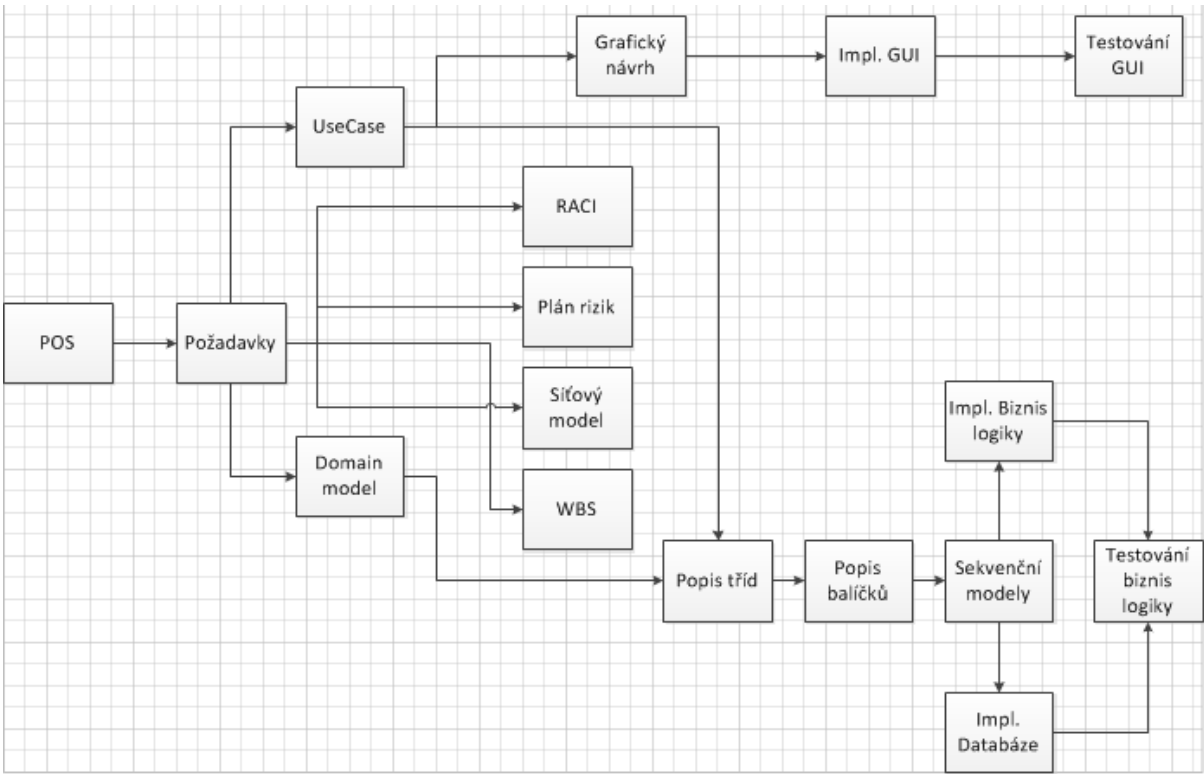 Grafický
návrh
Impl. GUI
Testování
GUI
UseCase
RACI
Plán rizik
POS
Požadavky
Síťový
model
Impl. Biznis
logiky
Domain
model
WBS
Popis tříd
Popis
balíčků
Sekvenční
modely
Testování
biznis
logiky
Impl.
Databáze